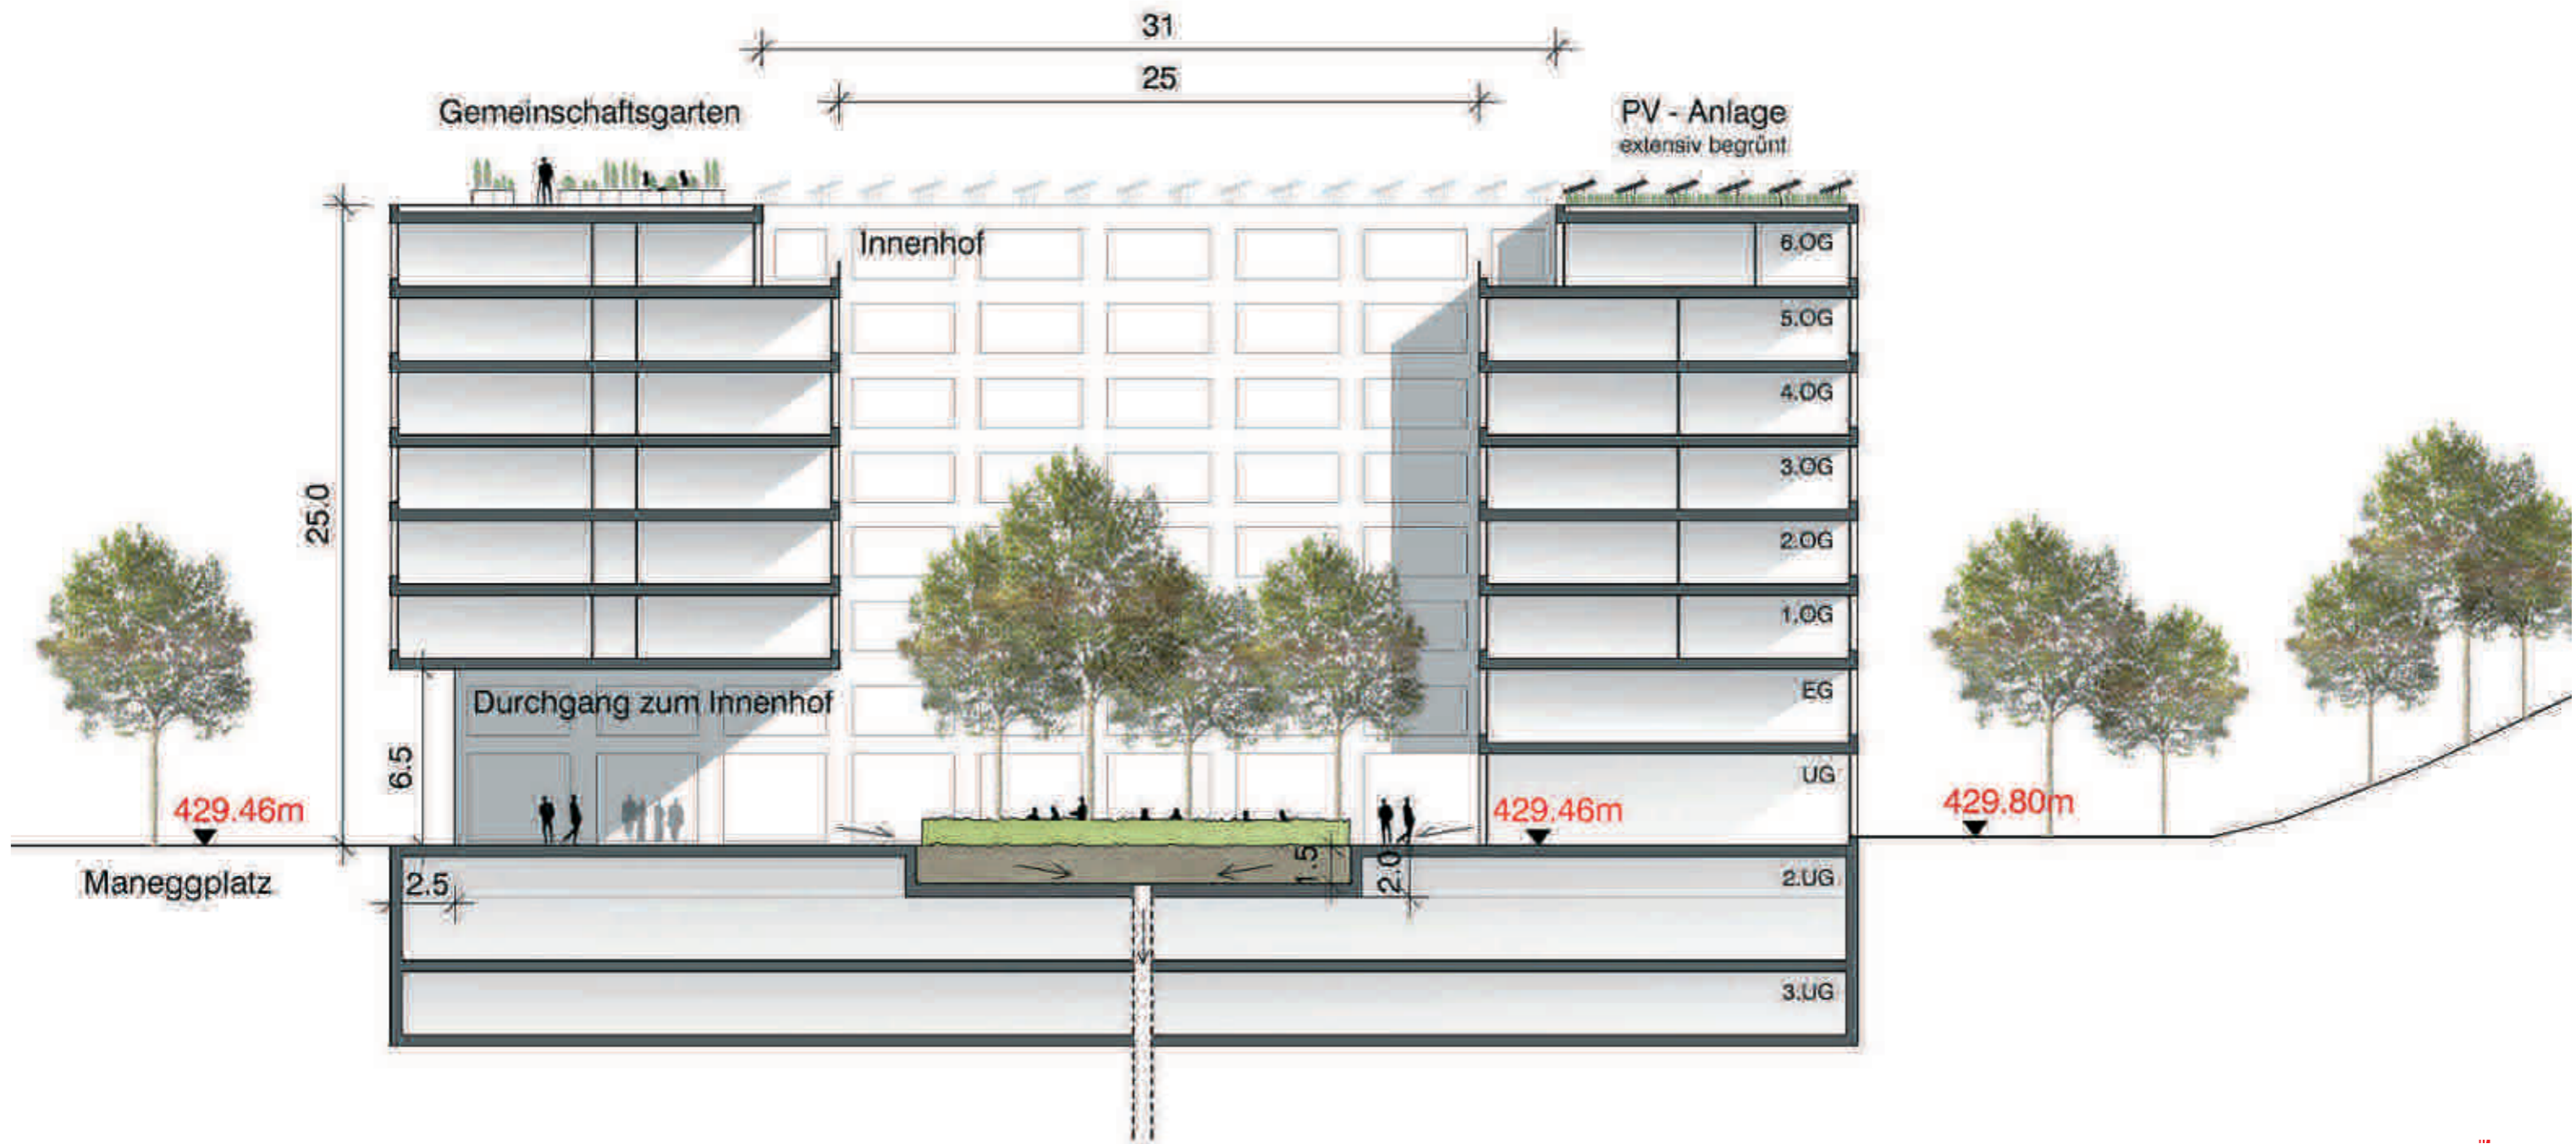 31
25
Gemeinschaftsgarten
PV - Anlage
extensiv begrünt
Innenhof
6.OG
5.OG
4.OG
3.OG
25.0
2.OG
1.OG
EG
Durchgang zum Innenhof
6.5
UG
429.46m
429.46m
429.80m
Maneggplatz
2.5
1.5
2.0
2.UG
3.UG